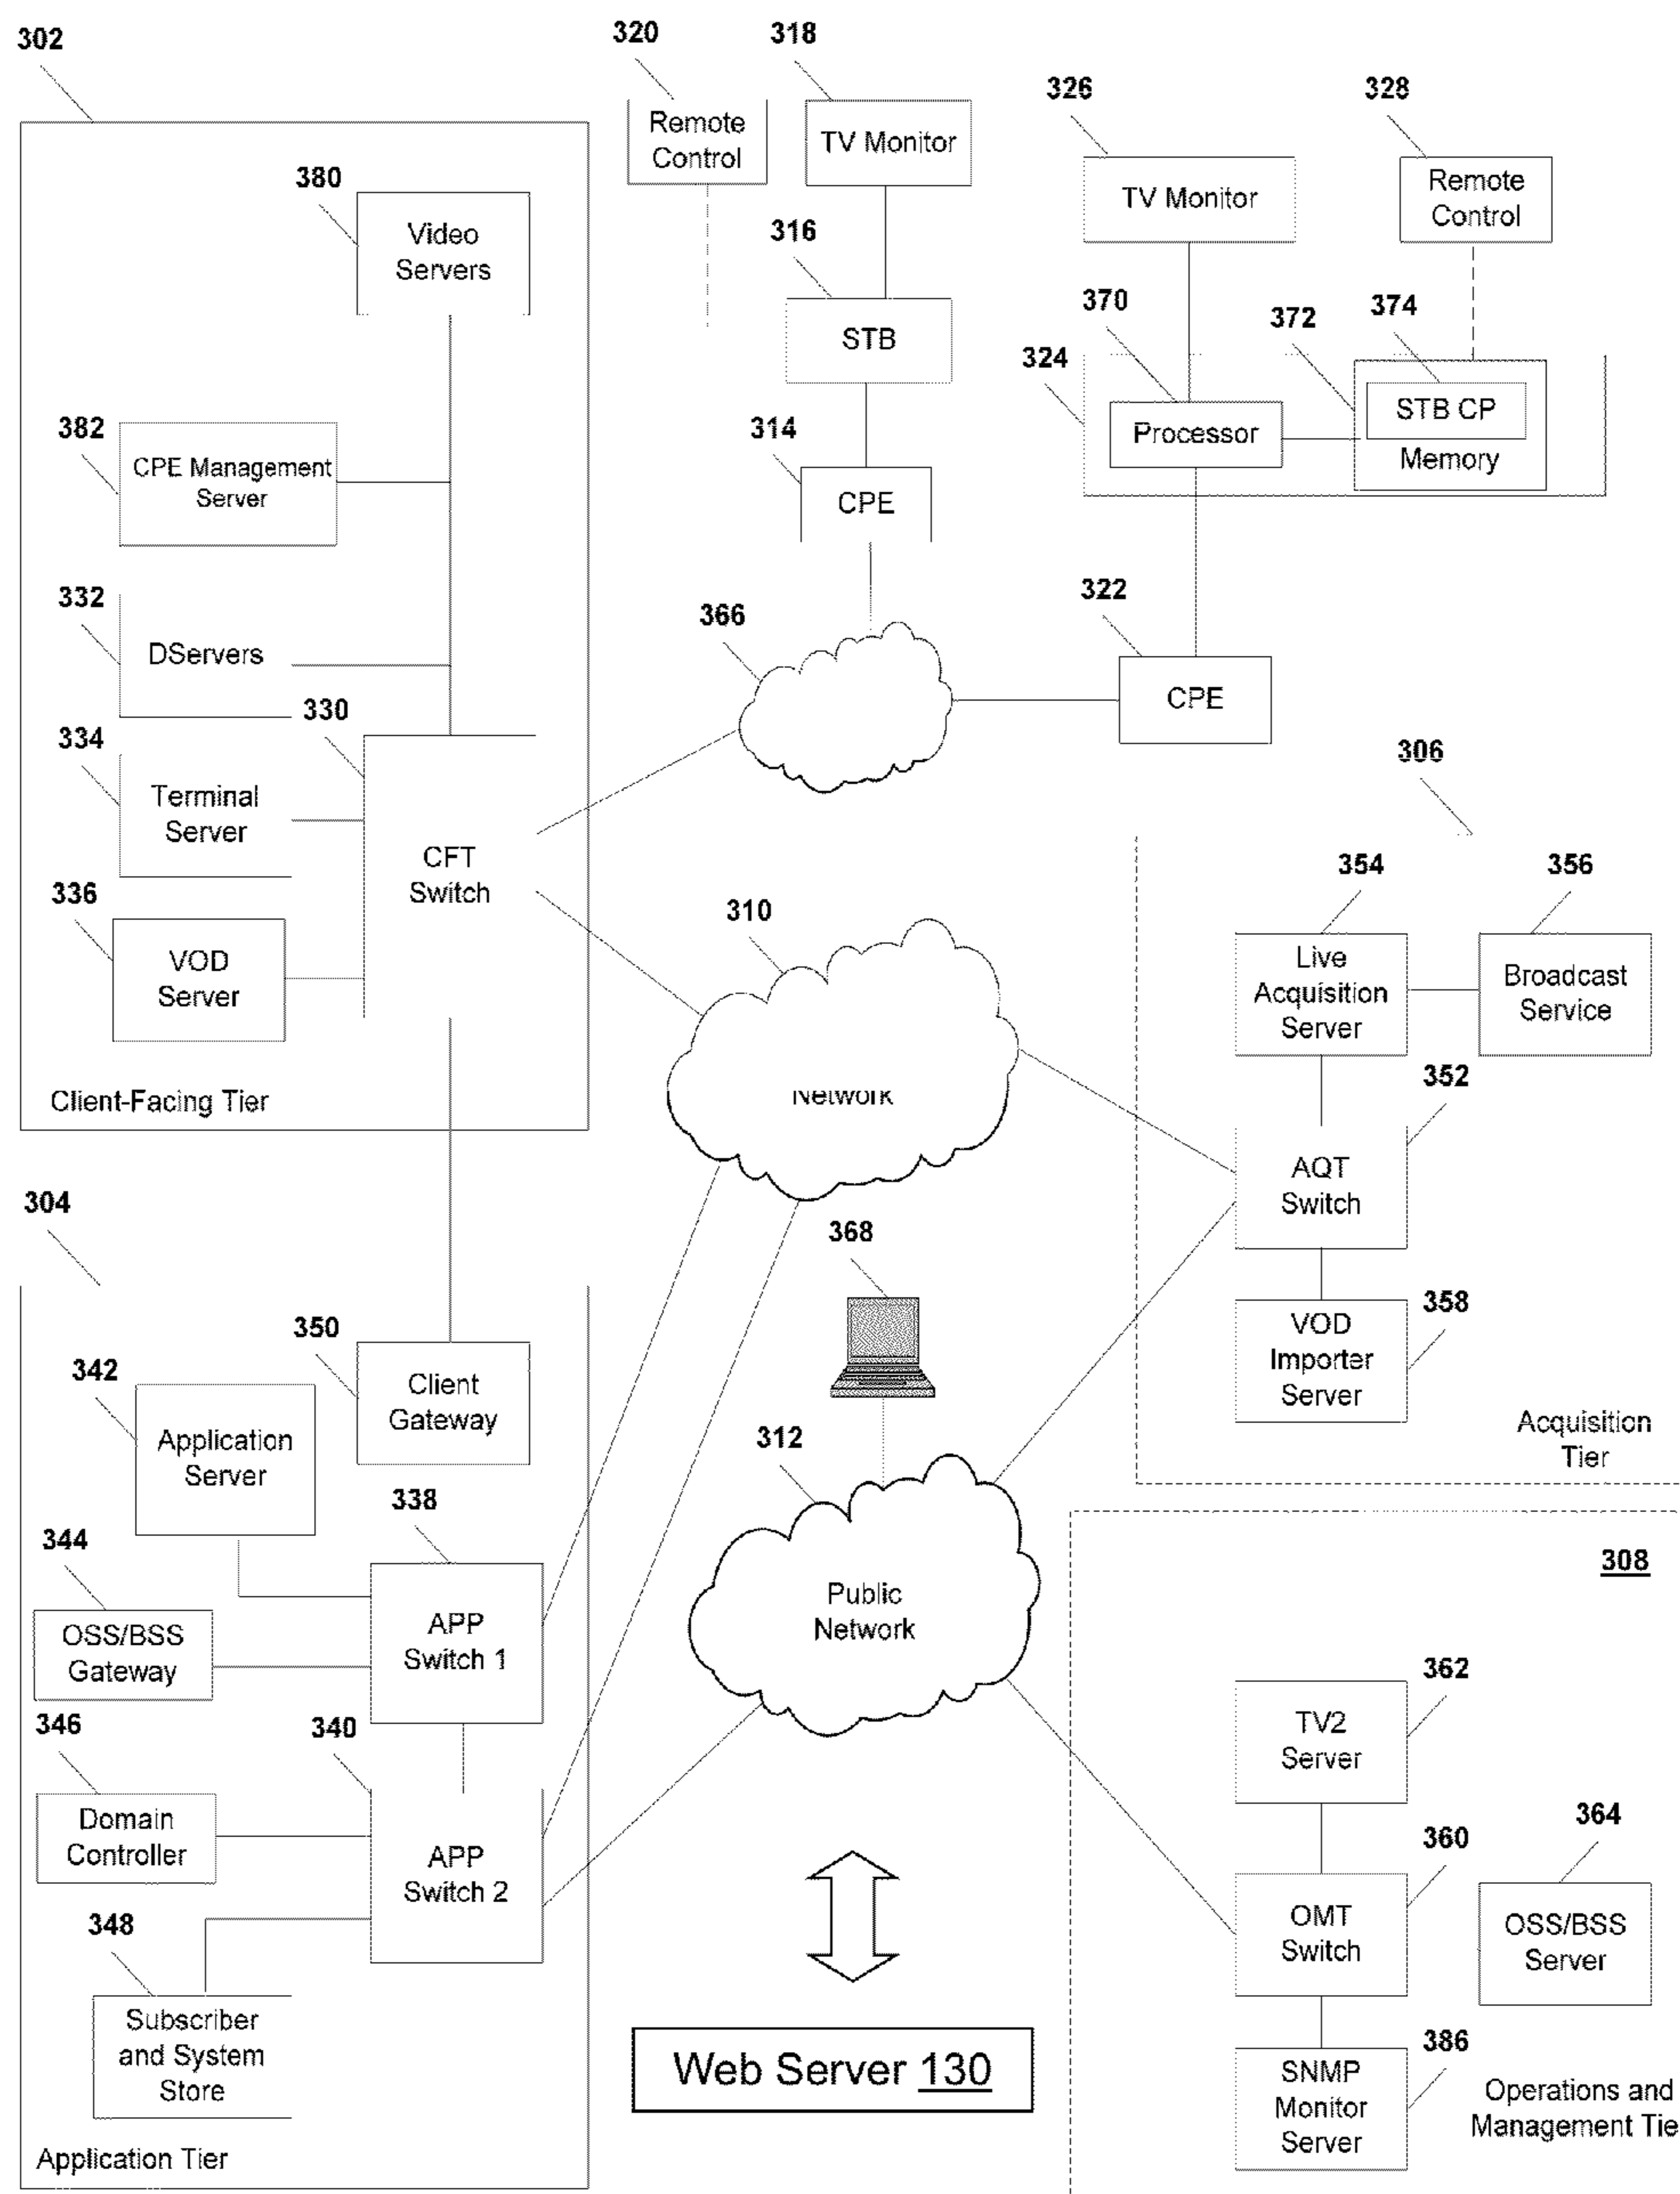 302
320
318
326
328
Remote
Control
TV Monitor
TV Monitor
Remote
Control
380
Video
Servers
316
STB
370
372
374
324
Processor
STB CP
Memory
382
CPE Management
Server
314
CPE
332
DServers
366
322
CPE
334
330
Terminal
Server
CFT
Switch
336
VOD
Server
Client-Facing Tier
306
354
356
Live
Acquisition
Server
Broadcast
Service
352
AQT
Switch
358
VOD
Importer
Server
Acquisition
Tier
310
Network
304
368
350
Client
Gateway
342
Application
Server
338
312
344
OSS/BSS
Gateway
APP
Switch 1
Public
Network
346
340
Domain
Controller
APP
Switch 2
348
Subscriber
and System
Store
Application Tier
Web Server 130
308
362
TV2
Server
360
364
OMT
Switch
OSS/BSS
Server
386
SNMP
Monitor
Server
Operations and
Management Tie